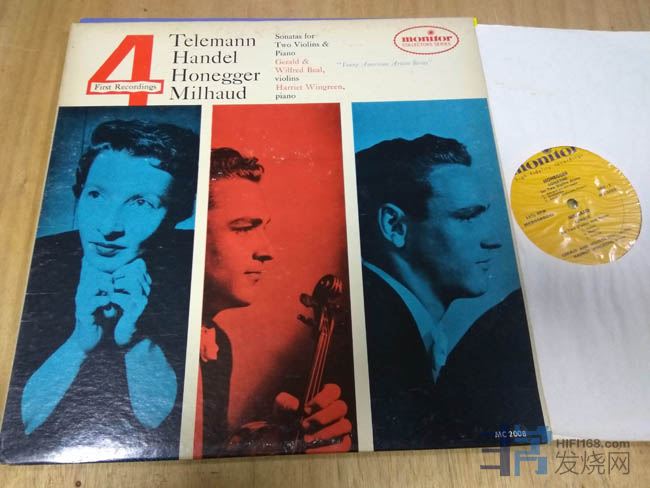 4
First Recordings
Telemann
Handel
Honegger
Milhaud
Sonatas for
Two Violins &
Piano
Gerald &
Wilfred Beal,
violins
Harriet Wingreen,
piano
monitor
COLLECTORS SERIES
"Young American Artists Series"
MC 2008
monitor
HONEGGER
HIFI168.com
发烧网